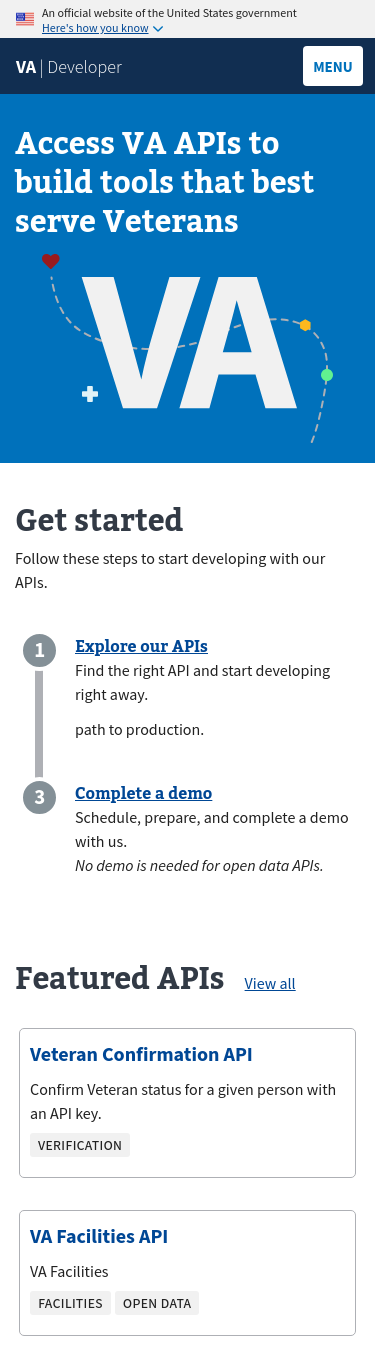 An official website of the United States government
Here's how you know
VA | Developer
MENU
Access VA APIs to
build tools that best
serve Veterans
VA
Get started
Follow these steps to start developing with our
APIs.
1
Explore our APIs
Find the right API and start developing
right away.
path to production.
3
Complete a demo
Schedule, prepare, and complete a demo
with us.
No demo is needed for open data APIs.
Featured APIs
View all
Veteran Confirmation API
Confirm Veteran status for a given person with
an API key.
VERIFICATION
VA Facilities API
VA Facilities
FACILITIES
OPEN DATA